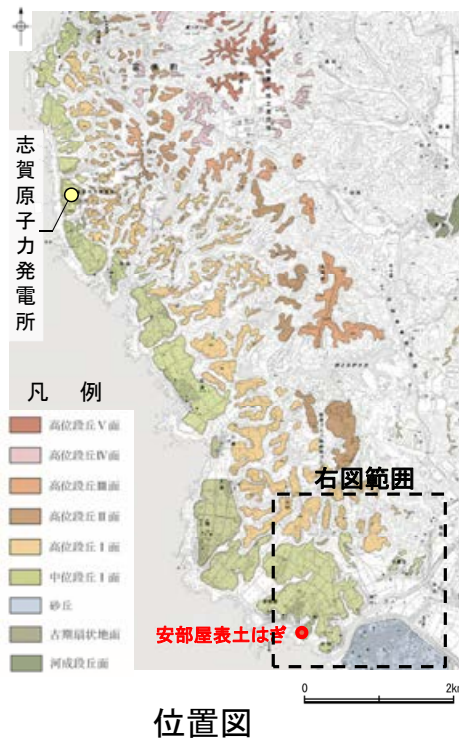 志賀原子力発電所
凡 例
高位段丘Ⅴ面
高位段丘Ⅳ面
高位段丘Ⅲ面
高位段丘Ⅱ面
高位段丘Ⅰ面
中位段丘Ⅰ面
砂丘
古期扇状地面
河成段丘面
右図範囲
安部屋表土はぎ
0 2km
位置図